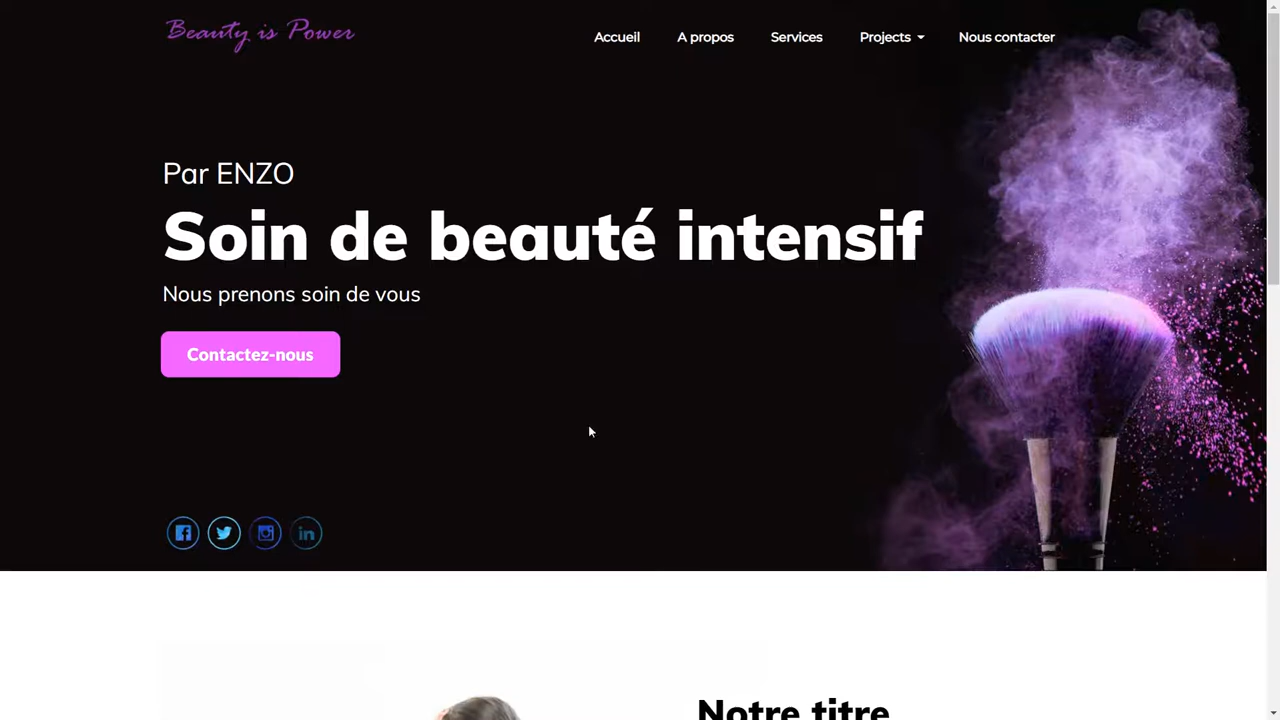 Beauty is Power
Accueil A propos Services Projects Nous contacter
Par ENZO
Soin de beauté intensif
Nous prenons soin de vous
Contactez-nous
Notre titre